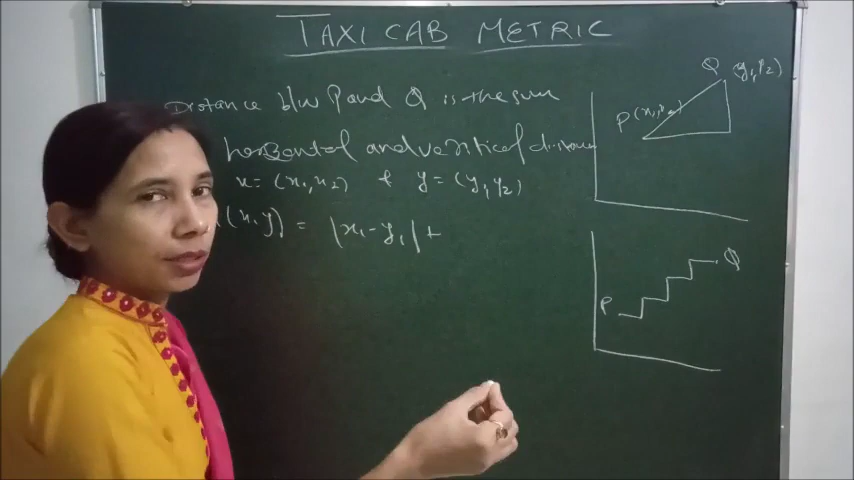 TAXI CAB METRIC
Distance b/w P and Q is the sum
horizontal and vertical distance
x = (x₁, x₂) & y = (y₁, y₂)
(x, y) = |x₁ - y₁| +
Q (y₁, y₂)
P (x₁, x₂)
Q
P